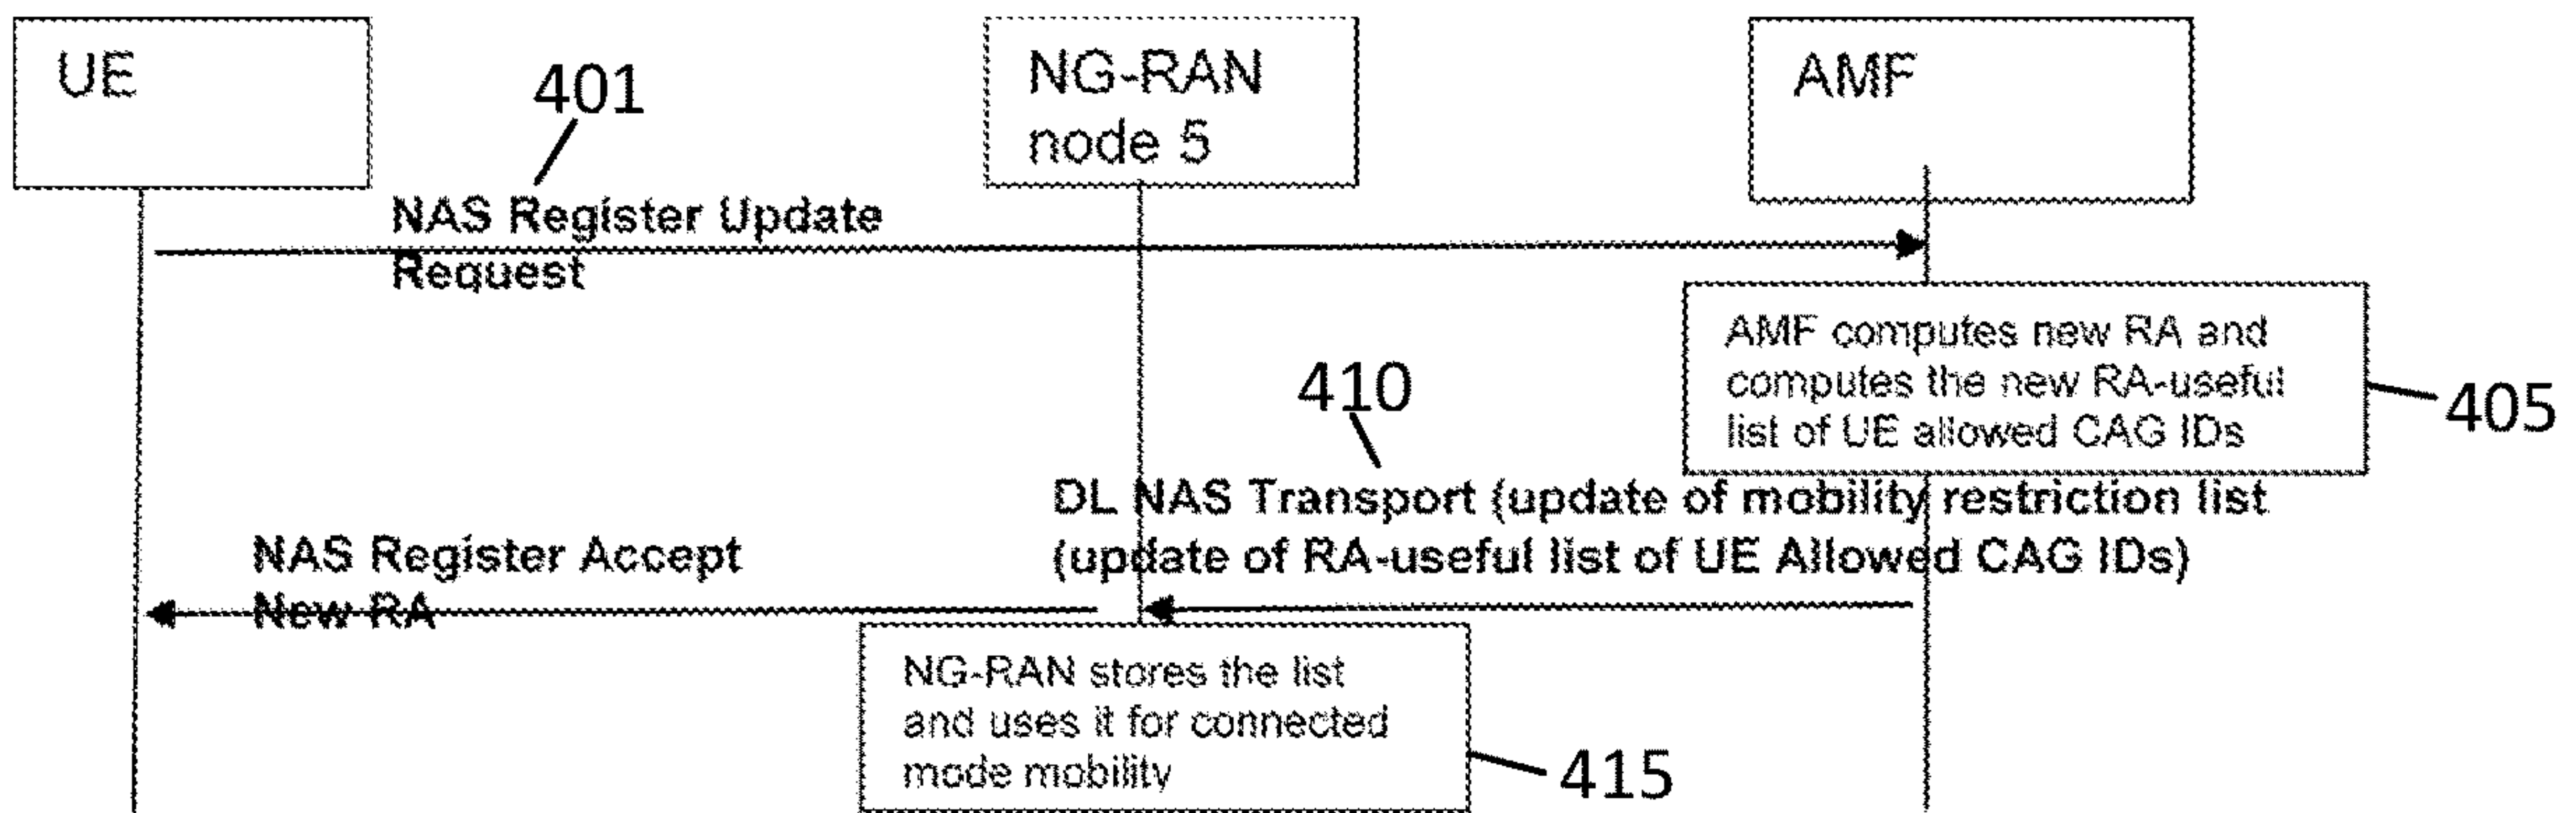 UE
401
NG-RAN
node 5
AMF
NAS Register Update
Request
AMF computes new RA and
computes the new RA-useful
list of UE allowed CAG IDs
405
410
DL NAS Transport (update of mobility restriction list
(update of RA-useful list of UE Allowed CAG IDs)
NAS Register Accept
New RA
NG-RAN stores the list
and uses it for connected
mode mobility
415